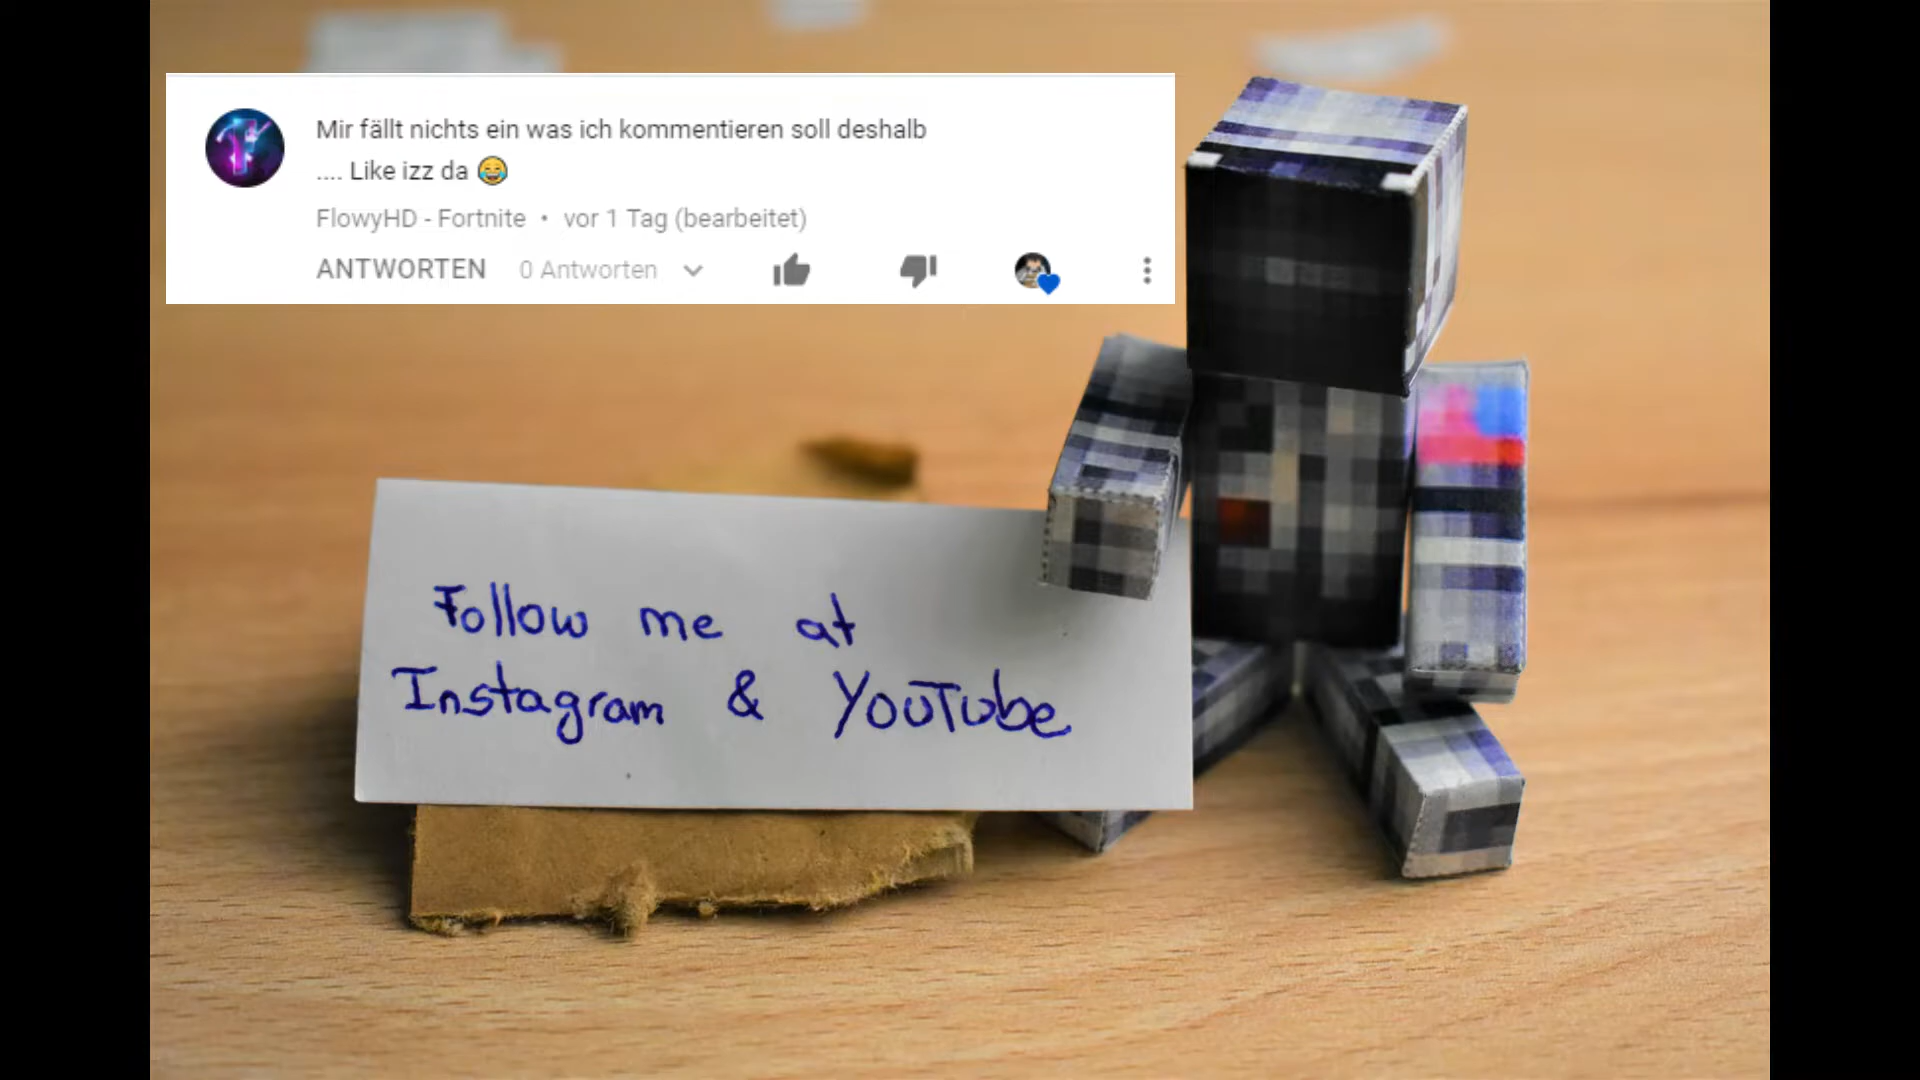 Mir fällt nichts ein was ich kommentieren soll deshalb
.... Like izz da 😂
FlowyHD - Fortnite • vor 1 Tag (bearbeitet)
ANTWORTEN 0 Antworten
Follow me at
Instagram & YouTube